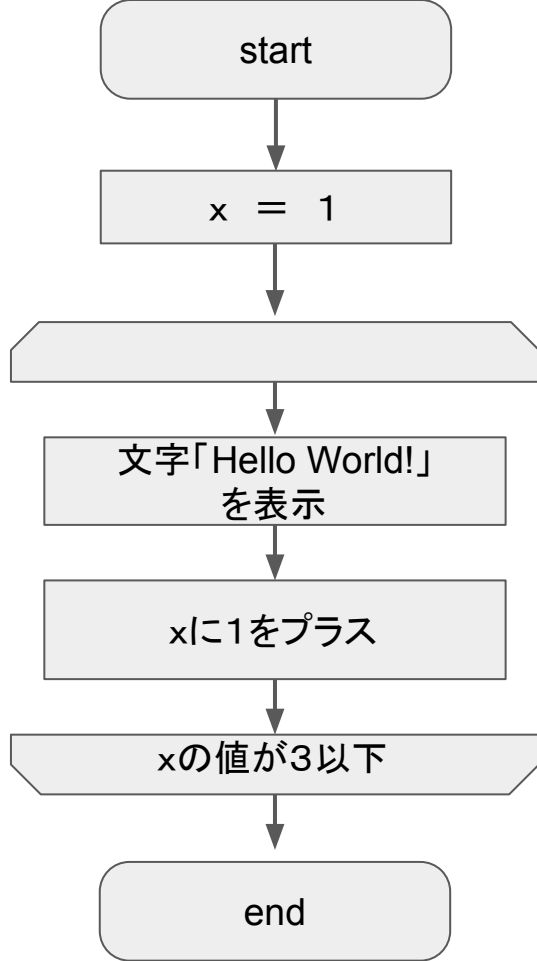 start
x ＝ 1
文字「Hello World!」
を表示
xに１をプラス
xの値が３以下
end